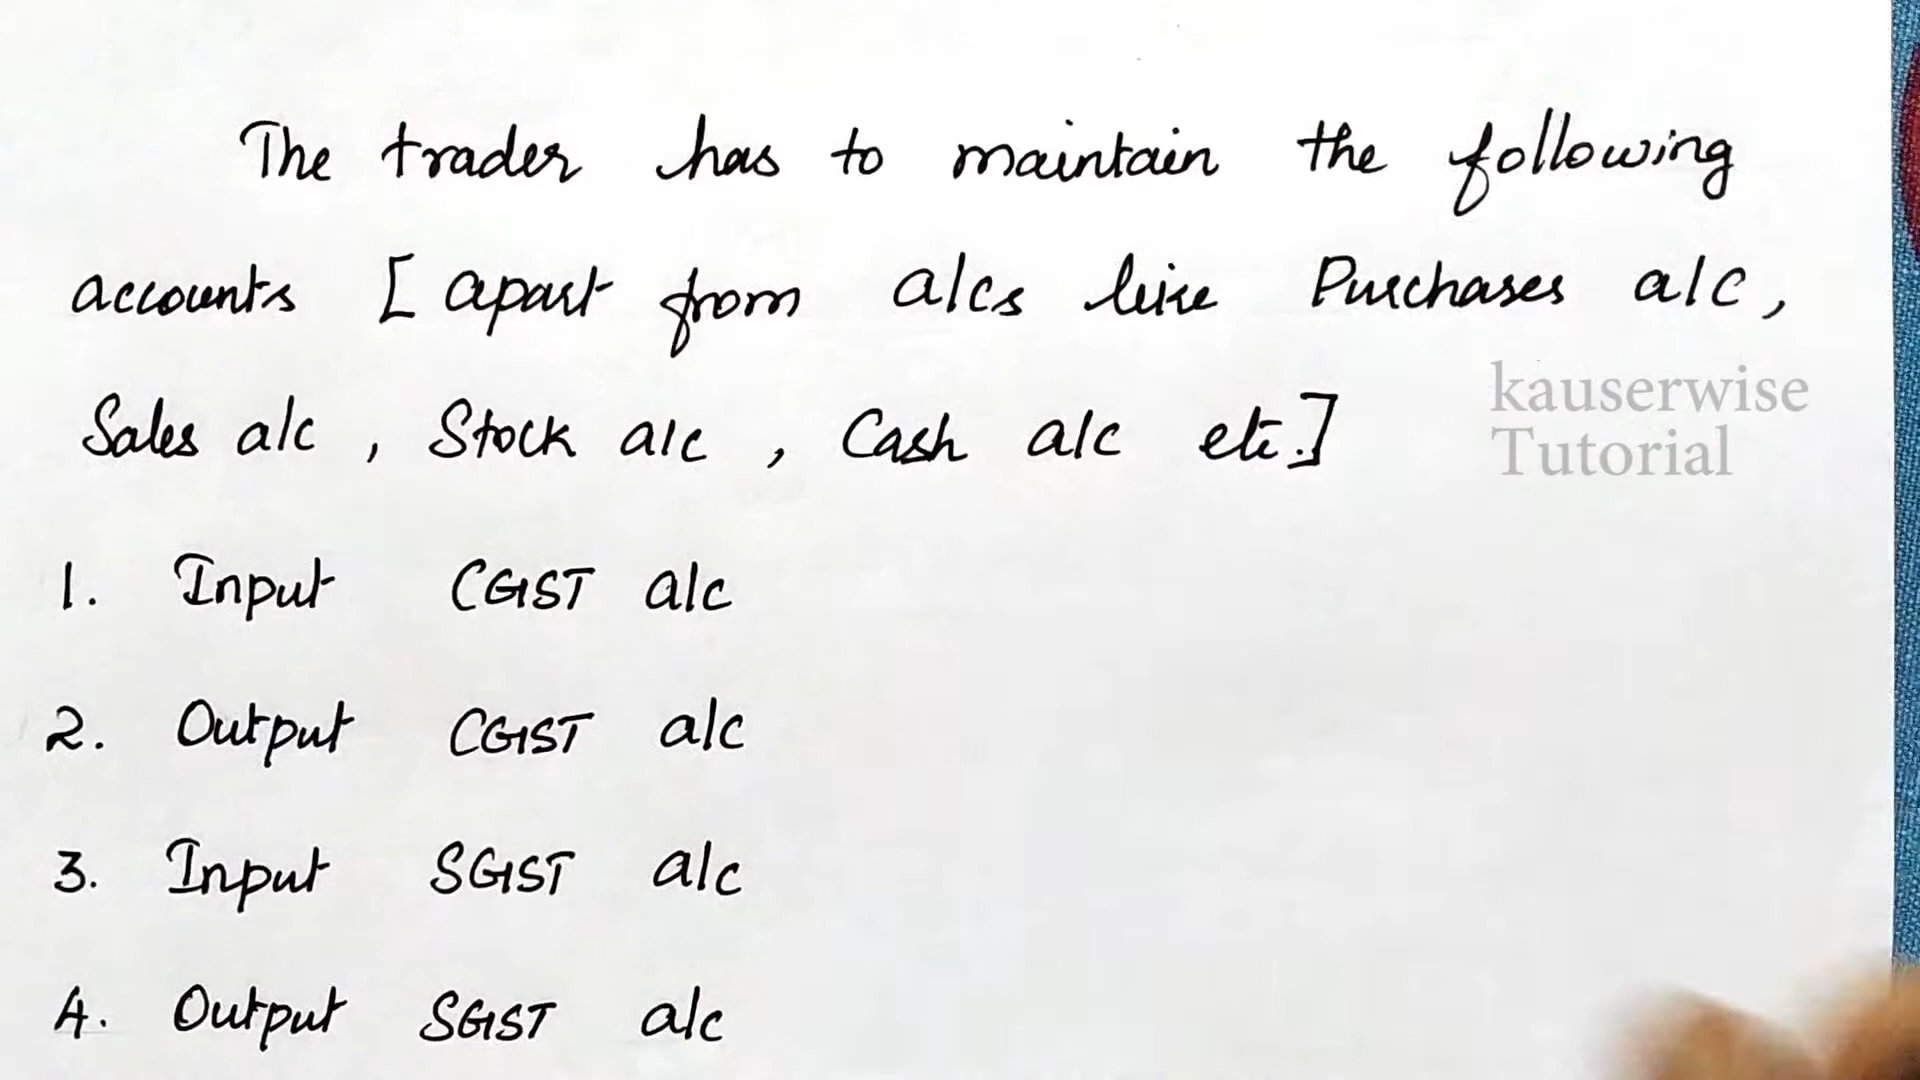 The trader has to maintain the following
accounts [apart from a/cs like Purchases a/c,
Sales a/c, Stock a/c, Cash a/c etc.]
kauserwise
Tutorial
1. Input CGST a/c
2. Output CGST a/c
3. Input SGST a/c
4. Output SGST a/c